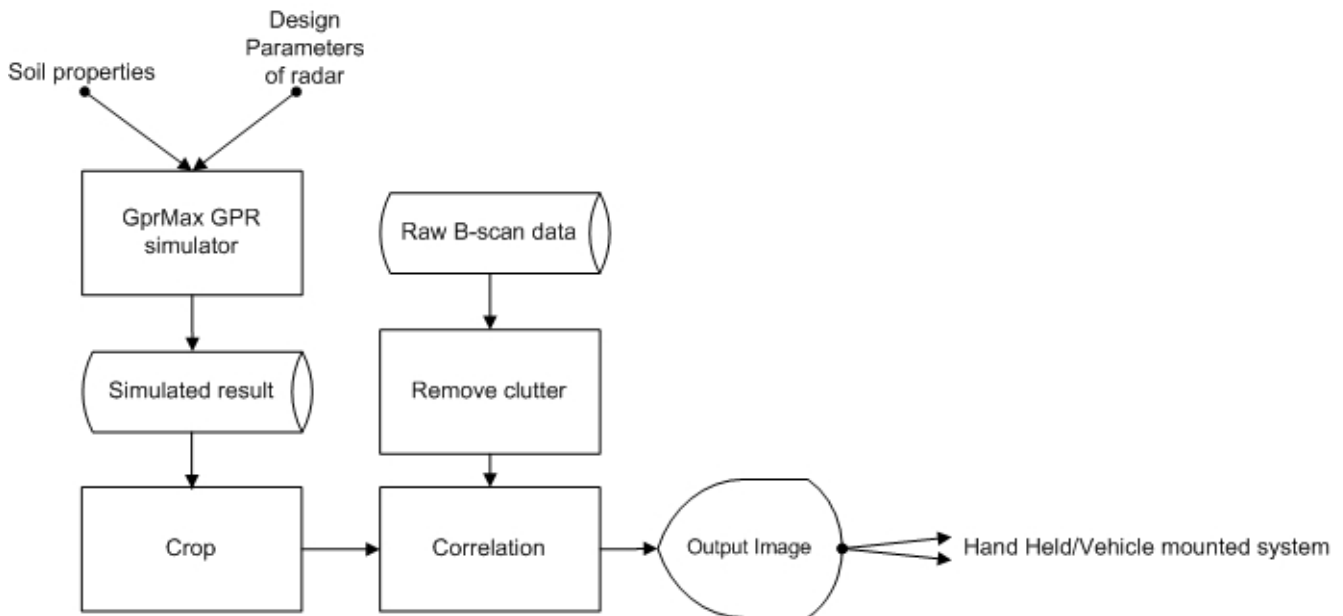 Design
Parameters
of radar
Soil properties
GprMax GPR
simulator
Raw B-scan data
Simulated result
Remove clutter
Crop
Correlation
Output Image
Hand Held/Vehicle mounted system